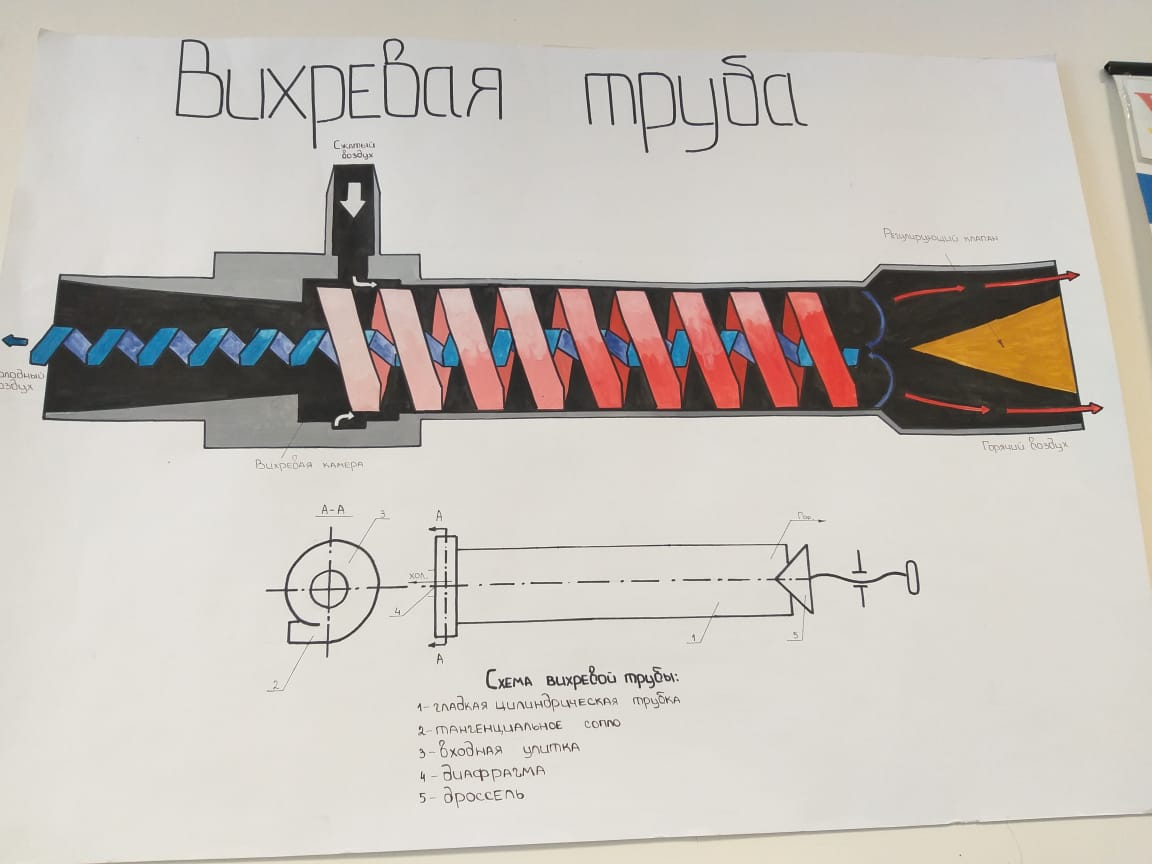 Вихревая труба
Сжатый
воздух
Регулирующий клапан
Вихревая камера
Горячий воздух
А-А
3
2
А
хол.
4
А
Гор.
1
5
Схема вихревой трубы:
1- гладкая цилиндрическая трубка
2- тангенциальное сопло
3- входная улитка
4 - диафрагма
5- дроссель